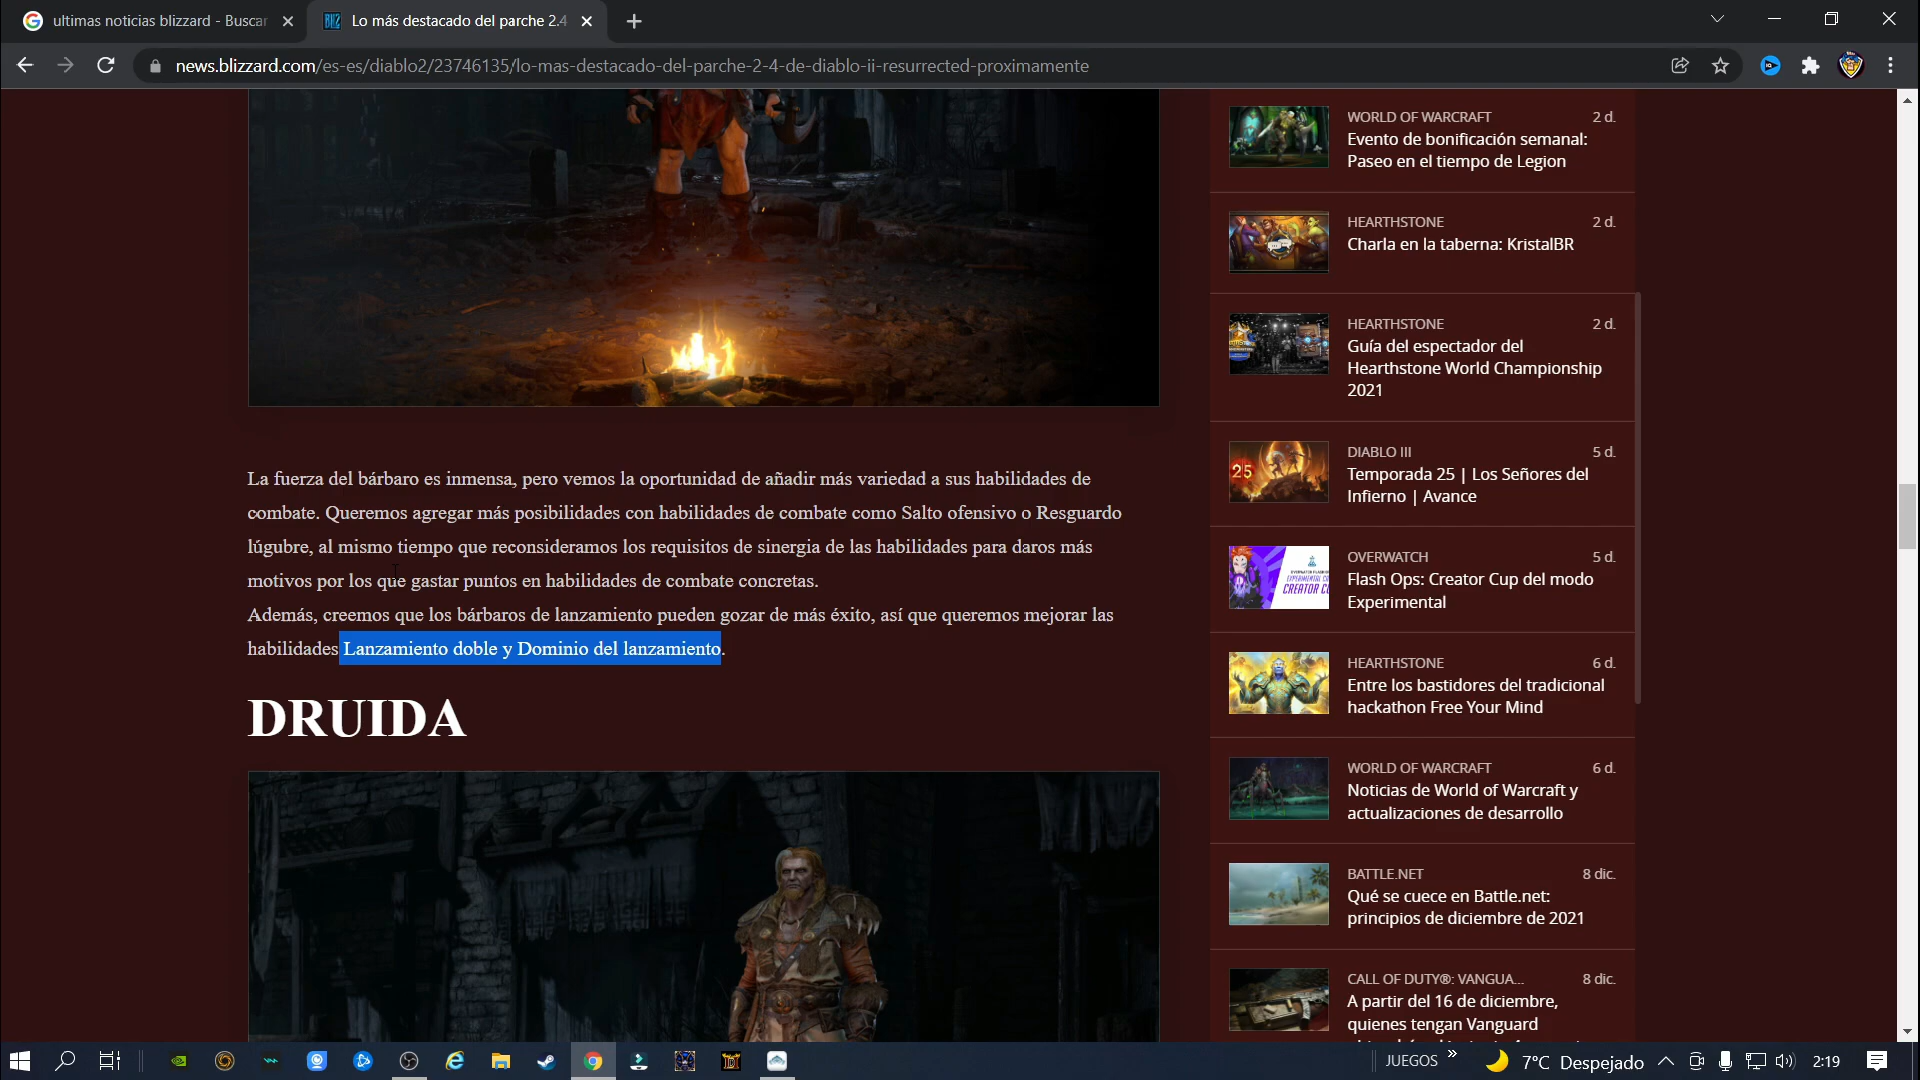 ultimas noticias blizzard - Buscar
Lo más destacado del parche 2.4
news.blizzard.com/es-es/diablo2/23746135/lo-mas-destacado-del-parche-2-4-de-diablo-ii-resurrected-proximamente
La fuerza del bárbaro es inmensa, pero vemos la oportunidad de añadir más variedad a sus habilidades de
combate. Queremos agregar más posibilidades con habilidades de combate como Salto ofensivo o Resguardo
lúgubre, al mismo tiempo que reconsideramos los requisitos de sinergia de las habilidades para daros más
motivos por los que gastar puntos en habilidades de combate concretas.
Además, creemos que los bárbaros de lanzamiento pueden gozar de más éxito, así que queremos mejorar las
habilidades Lanzamiento doble y Dominio del lanzamiento.
DRUIDA
WORLD OF WARCRAFT 2 d.
Evento de bonificación semanal:
Paseo en el tiempo de Legion
HEARTHSTONE 2 d.
Charla en la taberna: KristalBR
HEARTHSTONE 2 d.
Guía del espectador del
Hearthstone World Championship
2021
25
DIABLO III 5 d.
Temporada 25 | Los Señores del
Infierno | Avance
CREATOR CU
OVERWATCH 5 d.
Flash Ops: Creator Cup del modo
Experimental
HEARTHSTONE 6 d.
Entre los bastidores del tradicional
hackathon Free Your Mind
WORLD OF WARCRAFT 6 d.
Noticias de World of Warcraft y
actualizaciones de desarrollo
BATTLE.NET 8 dic.
Qué se cuece en Battle.net:
principios de diciembre de 2021
CALL OF DUTY®: VANGUA... 8 dic.
A partir del 16 de diciembre,
quienes tengan Vanguard
JUEGOS » 7°C Despejado 2:19